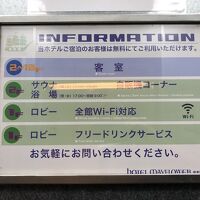 INFORMATION
当ホテルご宿泊のお客様は無料にてご利用いただけます。
客室
サウナ 自販機コーナー
浴場
ロビー 全館Wi-Fi対応
Wi-Fi
ロビー フリードリンクサービス
お気軽にお問い合わせください。